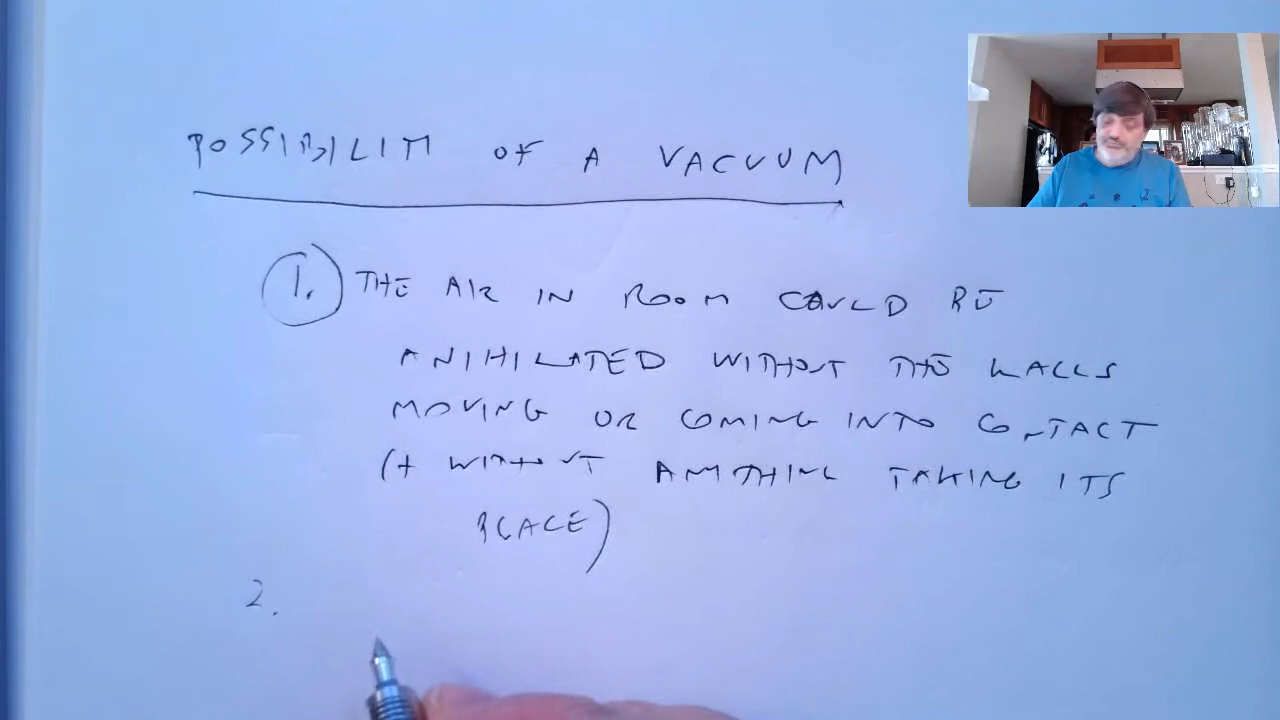 POSSIBILITY OF A VACUUM
1. THE AIR IN ROOM COULD BE
ANIHILATED WITHOUT THE WALLS
MOVING OR COMING INTO CONTACT
(+ WITHOUT ANYTHING TAKING ITS
PLACE)
2.